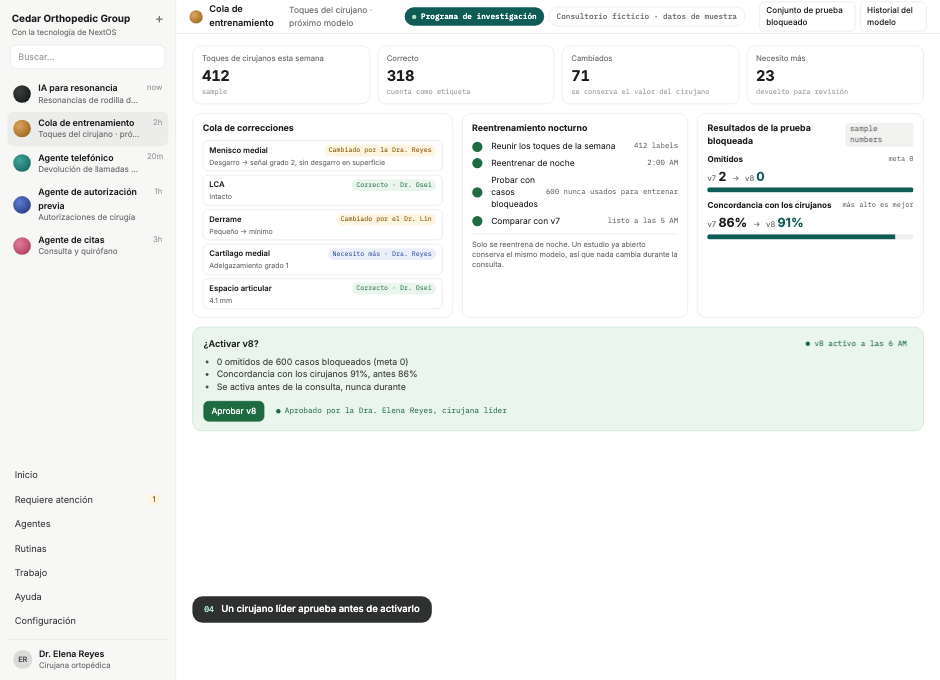 Cedar Orthopedic Group
+
Con la tecnología de NextOS
Buscar...
IA para resonancia
now
Resonancias de rodilla d...
Cola de entrenamiento
2h
Toques del cirujano · pró...
Agente telefónico
20m
Devolución de llamadas ...
Agente de autorización previa
1h
Autorizaciones de cirugía
Agente de citas
3h
Consulta y quirófano
Inicio
Requiere atención
1
Agentes
Rutinas
Trabajo
Ayuda
Configuración
ER
Dr. Elena Reyes
Cirujana ortopédica
Cola de entrenamiento
Toques del cirujano · próximo modelo
Programa de investigación
Consultorio ficticio · datos de muestra
Conjunto de prueba bloqueado
Historial del modelo
Toques de cirujanos esta semana
412
sample
Correcto
318
cuenta como etiqueta
Cambiados
71
se conserva el valor del cirujano
Necesito más
23
devuelto para revisión
Cola de correcciones
Menisco medial
Cambiado por la Dra. Reyes
Desgarro → señal grado 2, sin desgarro en superficie
LCA
Correcto · Dr. Osei
Intacto
Derrame
Cambiado por el Dr. Lin
Pequeño → mínimo
Cartílago medial
Necesito más · Dra. Reyes
Adelgazamiento grado 1
Espacio articular
Correcto · Dr. Osei
4.1 mm
Reentrenamiento nocturno
Reunir los toques de la semana
412 labels
Reentrenar de noche
2:00 AM
Probar con casos bloqueados
600 nunca usados para entrenar
Comparar con v7
listo a las 5 AM
Solo se reentrena de noche. Un estudio ya abierto
conserva el mismo modelo, así que nada cambia durante la
consulta.
Resultados de la prueba bloqueada
sample numbers
Omitidos
meta 0
v7 2 → v8 0
Concordancia con los cirujanos
más alto es mejor
v7 86% → v8 91%
¿Activar v8?
v8 activo a las 6 AM
• 0 omitidos de 600 casos bloqueados (meta 0)
• Concordancia con los cirujanos 91%, antes 86%
• Se activa antes de la consulta, nunca durante
Aprobar v8
Aprobado por la Dra. Elena Reyes, cirujana líder
04 Un cirujano líder aprueba antes de activarlo